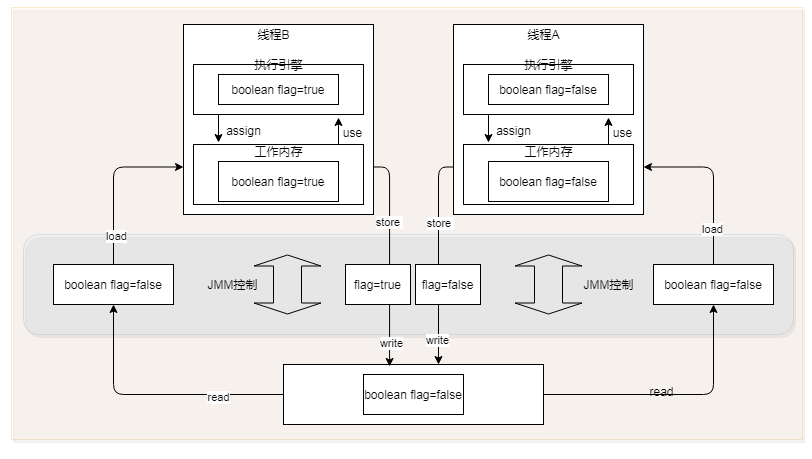 线程B
线程A
执行引擎
执行引擎
boolean flag=true
boolean flag=false
assign
use
assign
use
工作内存
工作内存
boolean flag=true
boolean flag=false
load
store
store
load
boolean flag=false
JMM控制
flag=true
flag=false
JMM控制
boolean flag=false
write
write
read
boolean flag=false
read